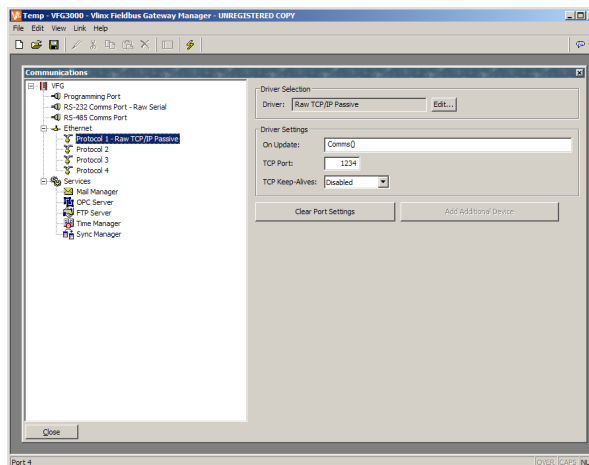 Temp - VFG3000 - Vlinx Fieldbus Gateway Manager - UNREGISTERED COPY
File Edit View Link Help
Communications
VFG
Programming Port
RS-232 Comms Port - Raw Serial
RS-485 Comms Port
Ethernet
Protocol 1 - Raw TCP/IP Passive
Protocol 2
Protocol 3
Protocol 4
Services
Mail Manager
OPC Server
FTP Server
Time Manager
Sync Manager
Driver Selection
Driver: Raw TCP/IP Passive Edit...
Driver Settings
On Update: Comms()
TCP Port: 1234
TCP Keep-Alives: Disabled
Clear Port Settings Add Additional Device
Close
Port 4 OVER CAPS NU